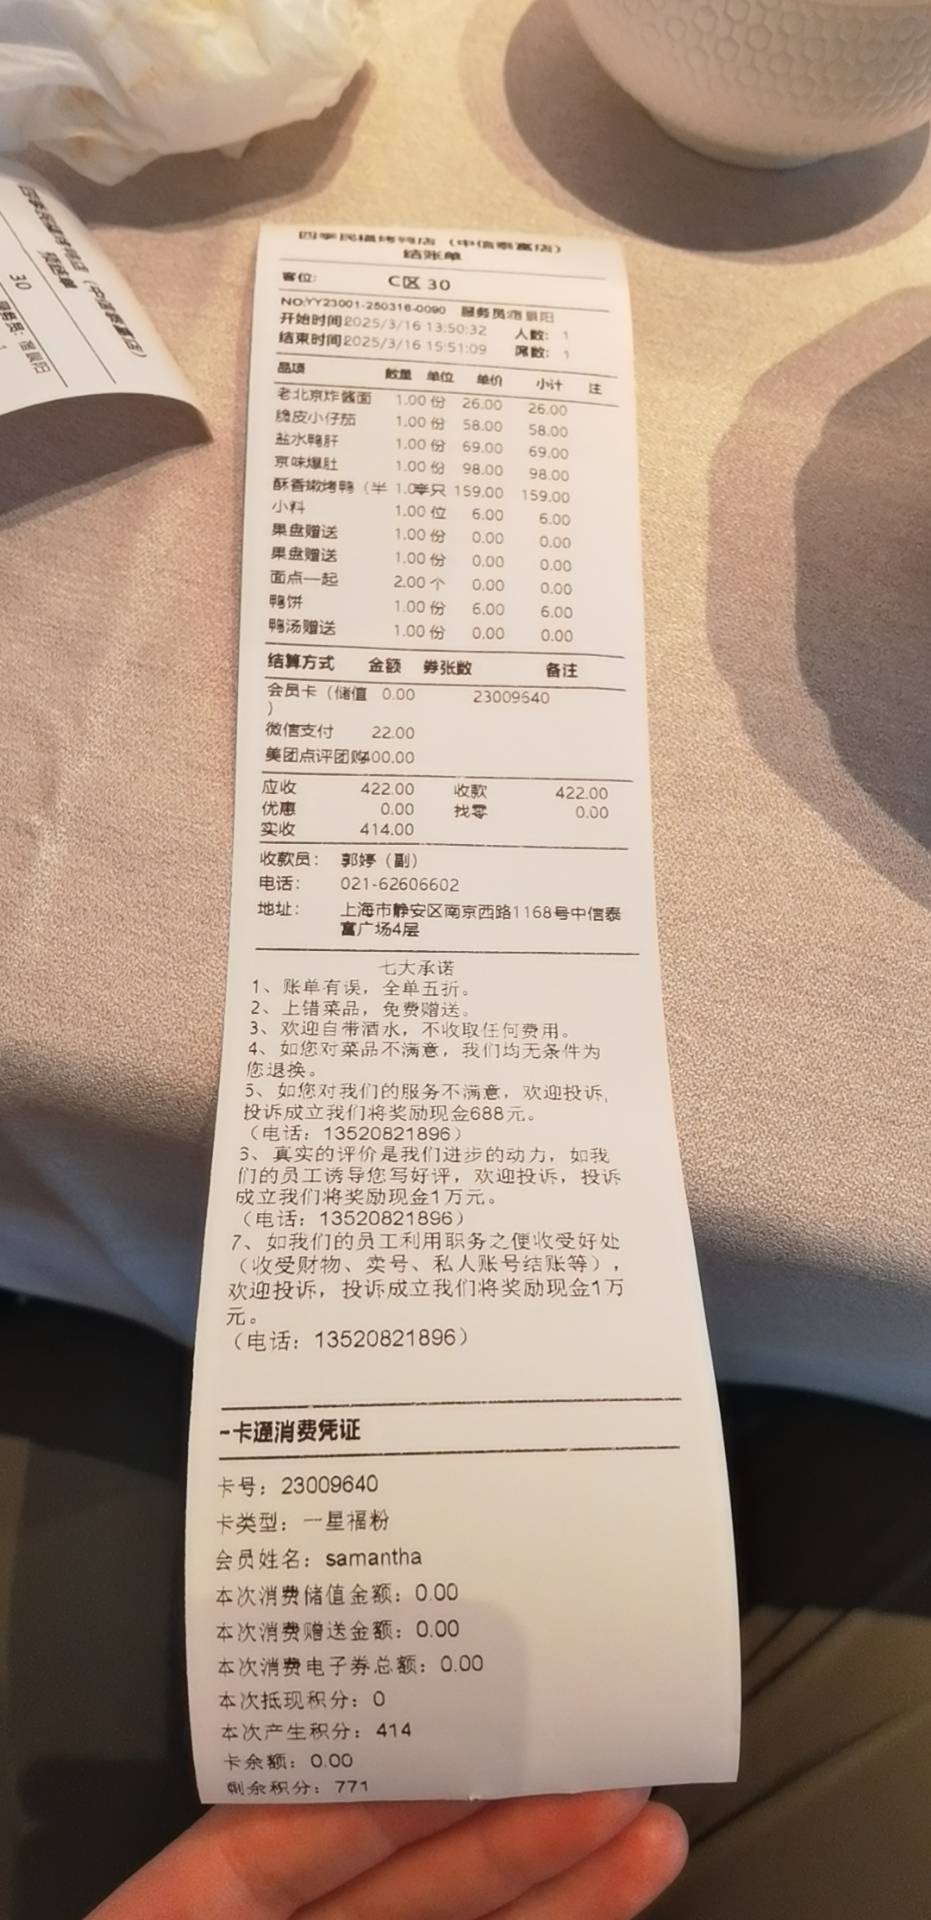 四季民福烤鸭店（中信泰富店）
结账单
客位： C区 30
NO:YY23001-250316-0090 服务员:晨阳
开始时间 2025/3/16 13:50:32 人数： 1
结束时间 2025/3/16 15:51:09 席数： 1
品项 数量 单位 单价 小计 注
老北京炸酱面 1.00 份 26.00 26.00
脆皮小仔茄 1.00 份 58.00 58.00
盐水鸭肝 1.00 份 69.00 69.00
京味爆肚 1.00 份 98.00 98.00
酥香嫩烤鸭（半 1.0 只 159.00 159.00
小料 1.00 位 6.00 6.00
果盘赠送 1.00 份 0.00 0.00
果盘赠送 1.00 份 0.00 0.00
面点一起 2.00 个 0.00 0.00
鸭饼 1.00 份 6.00 6.00
鸭汤赠送 1.00 份 0.00 0.00
结算方式 金额 券张数 备注
会员卡（储值 0.00 23009640
）
微信支付 22.00
美团点评团购400.00
应收 422.00 收款 422.00
优惠 0.00 找零 0.00
实收 414.00
收款员： 郭婷（副）
电话： 021-62606602
地址： 上海市静安区南京西路1168号中信泰
富广场4层
七大承诺
1、账单有误，全单五折。
2、上错菜品，免费赠送。
3、欢迎自带酒水，不收取任何费用。
4、如您对菜品不满意，我们均无条件为
您退换。
5、如您对我们的服务不满意，欢迎投诉，
投诉成立我们将奖励现金688元。
（电话：13520821896）
6、真实的评价是我们进步的动力，如我
们的员工诱导您写好评，欢迎投诉，投诉
成立我们将奖励现金1万元。
（电话：13520821896）
7、如我们的员工利用职务之便收受好处
（收受财物、卖号、私人账号结账等），
欢迎投诉，投诉成立我们将奖励现金1万
元。
（电话：13520821896）
一卡通消费凭证
卡号：23009640
卡类型：一星福粉
会员姓名：samantha
本次消费储值金额：0.00
本次消费赠送金额：0.00
本次消费电子券总额：0.00
本次抵现积分：0
本次产生积分：414
卡余额：0.00
剩余积分：771
30